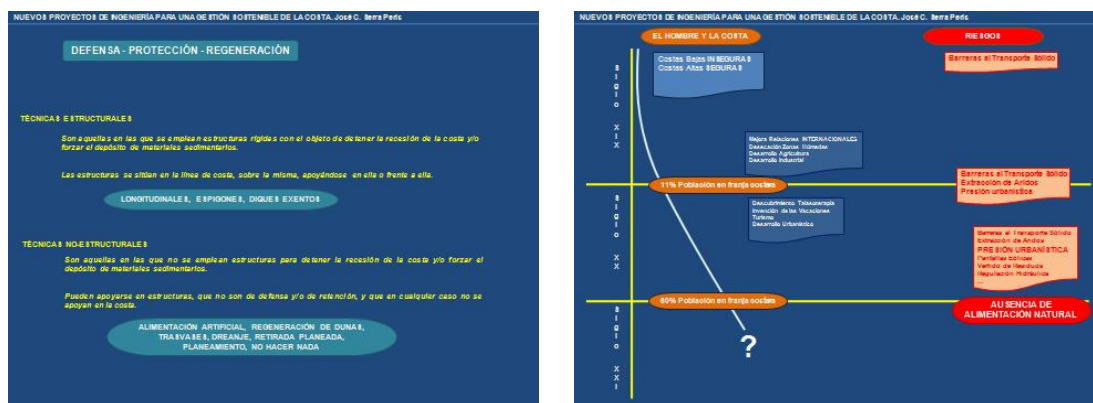 NUEVOS PROYECTOS DE INGENIERÍA PARA UNA GESTIÓN SOSTENIBLE DE LA COSTA. José C. Serra Peris
DEFENSA - PROTECCIÓN - REGENERACIÓN
TÉCNICAS ESTRUCTURALES
Son aquellas en las que se emplean estructuras rígidas con el objeto de detener la recesión de la costa y/o
forzar el depósito de materiales sedimentarios.
Las estructuras se sitúan en la línea de costa, sobre la misma, apoyándose en ella o frente a ella.
LONGITUDINALES, ESPIGONES, DIQUES EXENTOS
TÉCNICAS NO-ESTRUCTURALES
Son aquellas en las que no se emplean estructuras para detener la recesión de la costa y/o forzar el
depósito de materiales sedimentarios.
Pueden apoyarse en estructuras, que no son de defensa y/o de retención, y que en cualquier caso no se
apoyan en la costa.
ALIMENTACIÓN ARTIFICIAL, REGENERACIÓN DE DUNAS,
TRASVASES, DREANJE, RETIRADA PLANEADA,
PLANEAMIENTO, NO HACER NADA
NUEVOS PROYECTOS DE INGENIERÍA PARA UNA GESTIÓN SOSTENIBLE DE LA COSTA. José C. Serra Peris
EL HOMBRE Y LA COSTA
RIESGOS
siglo XIX
Costas Bajas INSEGURAS
Costas Altas SEGURAS
Barreras al Transporte Sólido
Mejora Relaciones INTERNACIONALES
Desecación Zonas Húmedas
Desarrollo Agricultura
Desarrollo Industrial
11% Población en franja costera
Barreras al Transporte Sólido
Extracción de Aridos
Presión urbanística
siglo XX
Descubrimiento Talasoterapia
Invención de las Vacaciones
Turismo
Desarrollo Urbanístico
Barreras al Transporte Sólido
Extracción de Aridos
PRESIÓN URBANÍSTICA
Pantallas Eólicas
Vertido de Residuos
Regulación Hidráulica
...
60% Población en franja costera
AUSENCIA DE
ALIMENTACIÓN NATURAL
siglo XXI
?